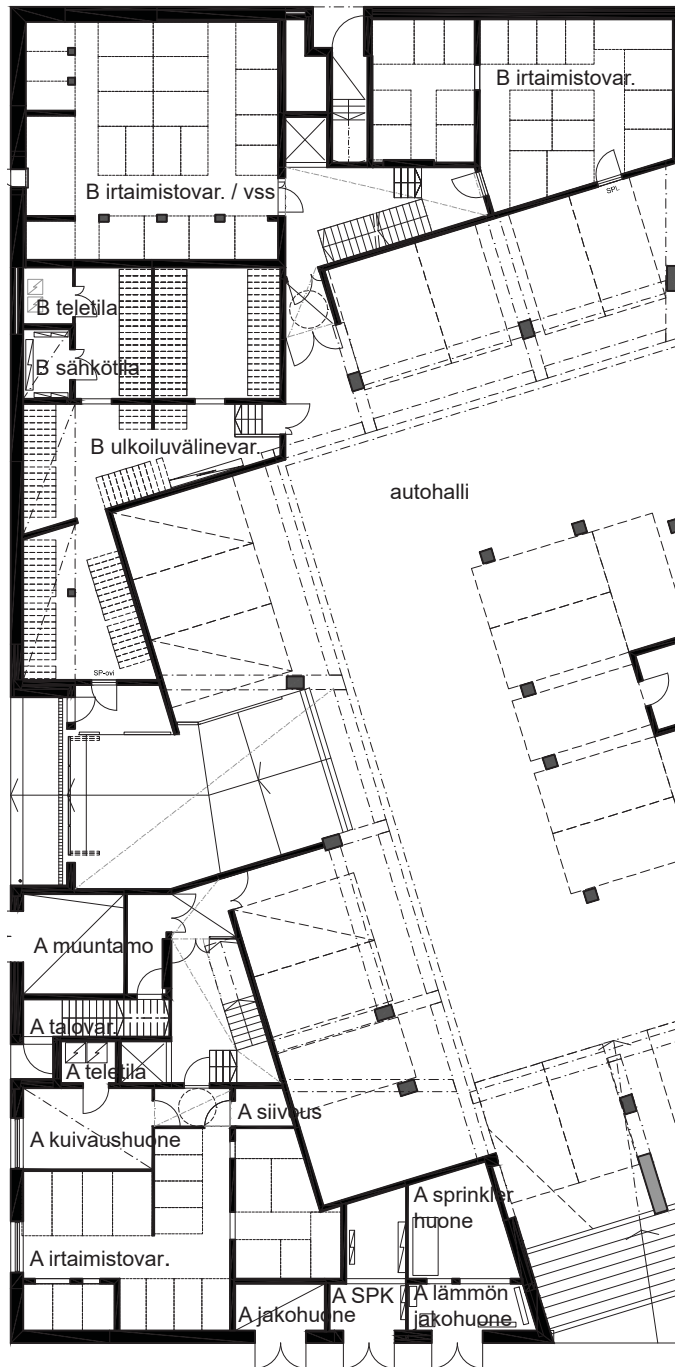 B irtaimistovar.
B irtaimistovar. / vss
SPL.
B teletila
B sähkötila
B ulkoiluvälinevar.
autohalli
SP-ovi
A muuntamo
A talovar.
A teletila
A siivous
A kuivaushuone
A sprinkler
huone
A irtaimistovar.
A jakohuone
A SPK
A lämmön
jakohuone